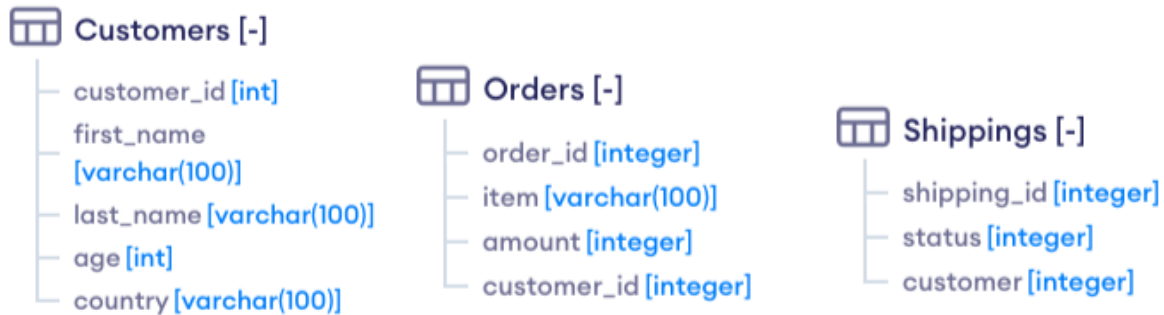 Customers [-]
customer_id [int]
first_name
[varchar(100)]
last_name [varchar(100)]
age [int]
country [varchar(100)]
Orders [-]
order_id [integer]
item [varchar(100)]
amount [integer]
customer_id [integer]
Shippings [-]
shipping_id [integer]
status [integer]
customer [integer]